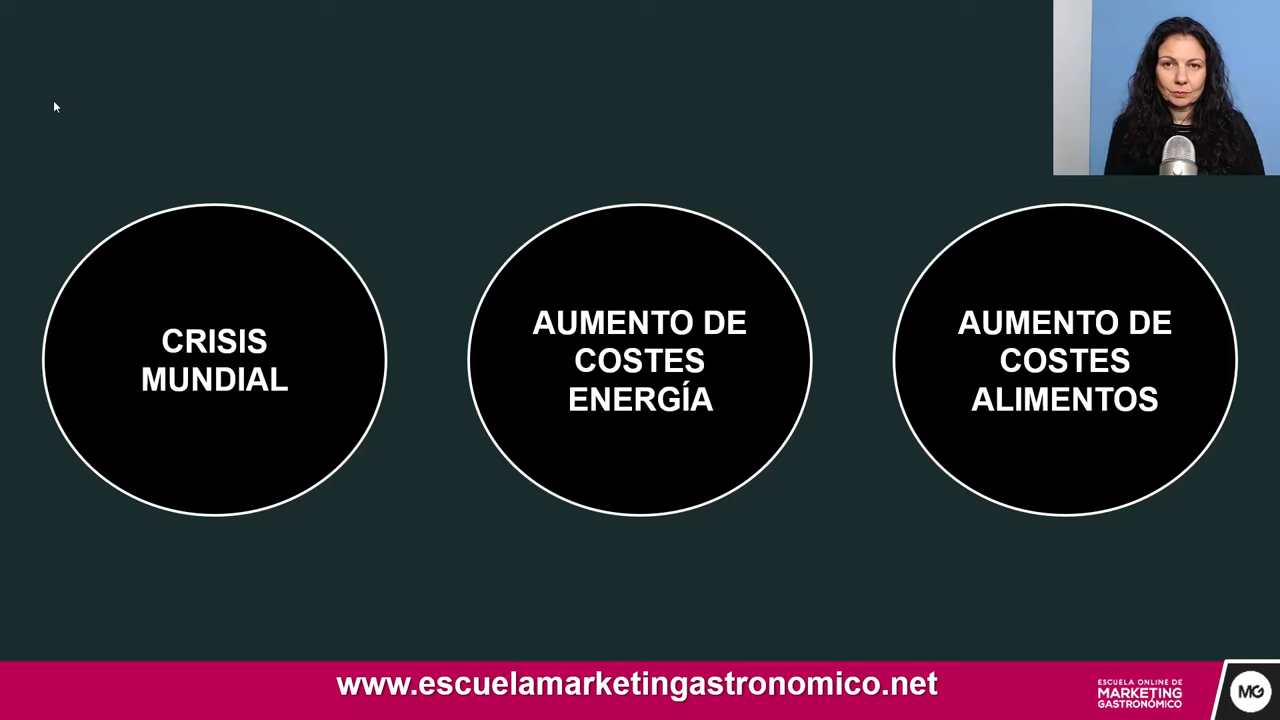 CRISIS
MUNDIAL
AUMENTO DE
COSTES
ENERGÍA
AUMENTO DE
COSTES
ALIMENTOS
www.escuelamarketingastronomico.net
ESCUELA ONLINE DE
MARKETING
GASTRONÓMICO
MG